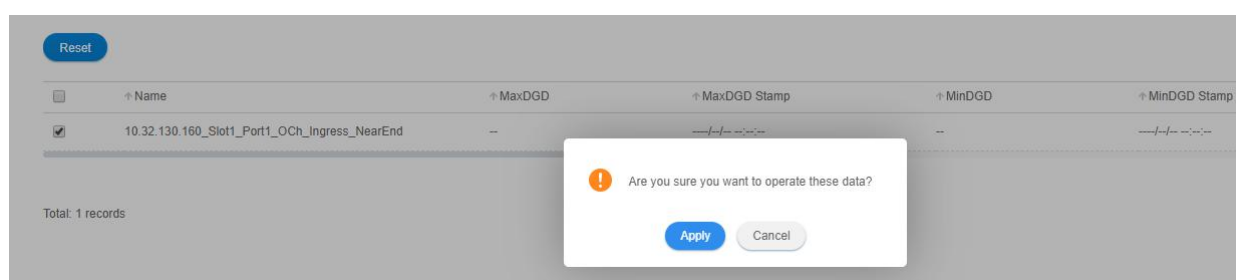 Reset
Name MaxDGD MaxDGD Stamp MinDGD MinDGD Stamp
10.32.130.160_Slot1_Port1_OCh_Ingress_NearEnd -- ----/--/-- --:--:-- -- ----/--/-- --:--:--
Are you sure you want to operate these data?
Total: 1 records
Apply Cancel